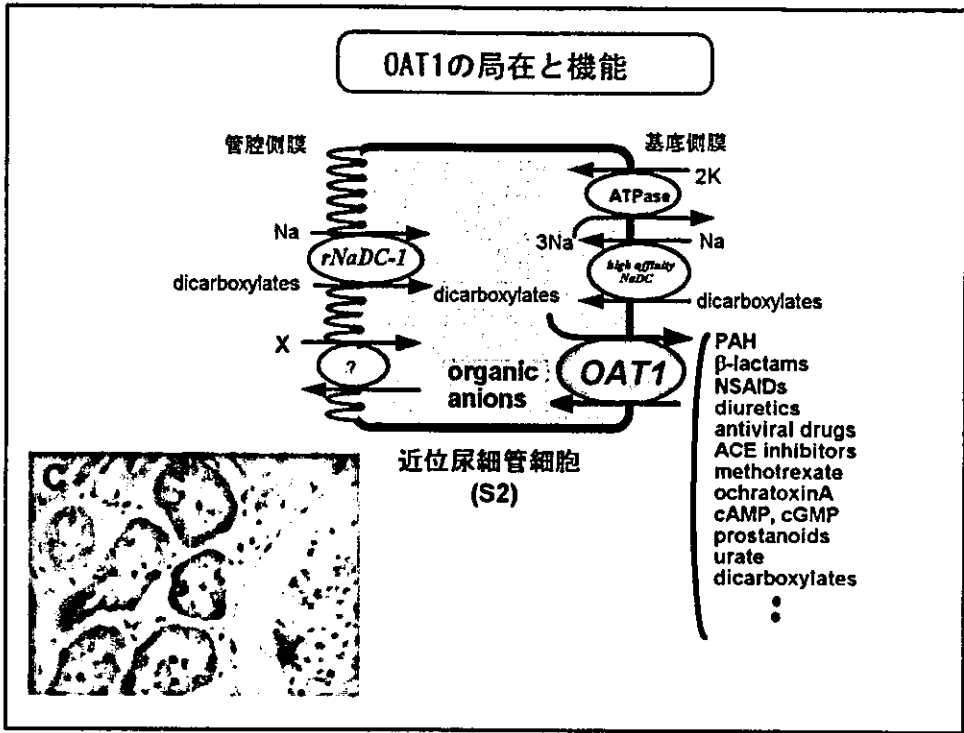 OAT1の局在と機能
管腔側膜
基底側膜
2K
ATPase
Na
3Na
Na
rNaDC-1
high affinity
NaDC
dicarboxylates
dicarboxylates
dicarboxylates
X
?
organic
anions
OAT1
PAH
β-lactams
NSAIDs
diuretics
antiviral drugs
ACE inhibitors
methotrexate
ochratoxinA
cAMP, cGMP
prostanoids
urate
dicarboxylates
近位尿細管細胞
(S2)
C